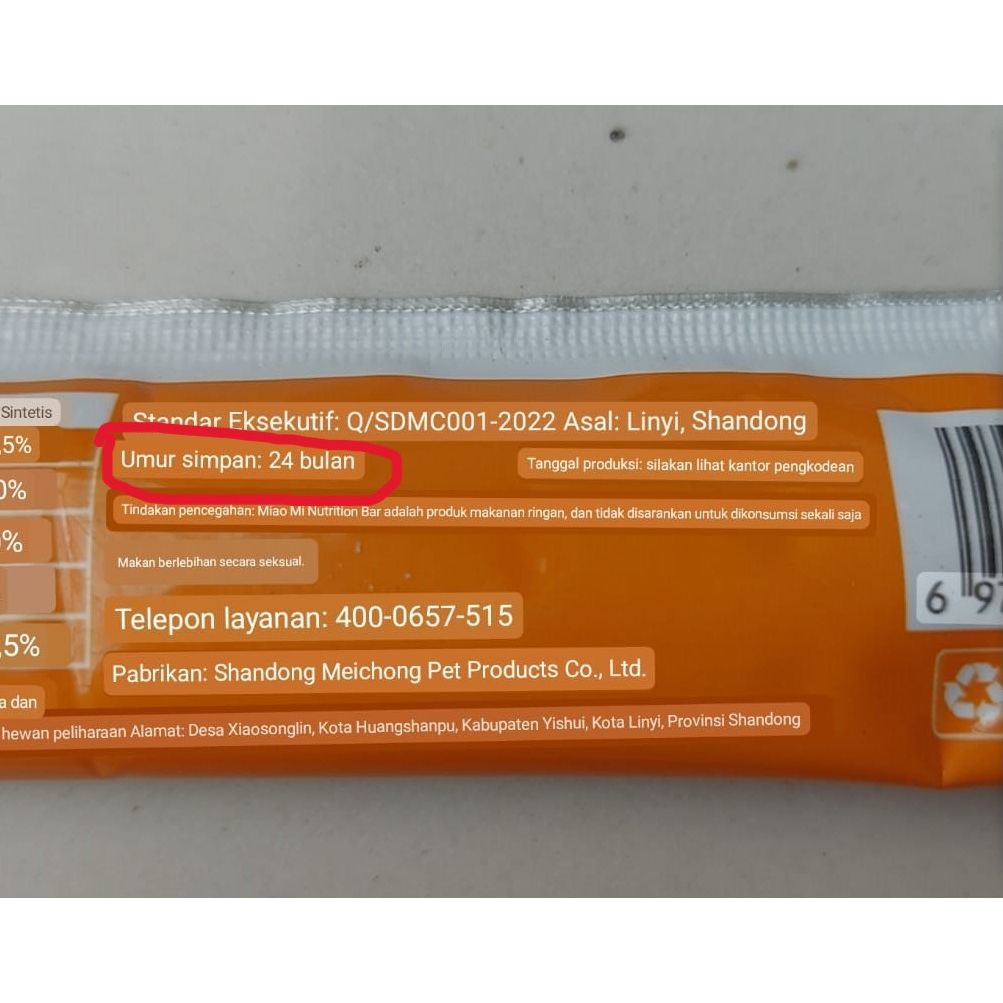 Sintetis
Standar Eksekutif: Q/SDMC001-2022 Asal: Linyi, Shandong
,5%
Umur simpan: 24 bulan
Tanggal produksi: silakan lihat kantor pengkodean
0%
Tindakan pencegahan: Miao Mi Nutrition Bar adalah produk makanan ringan, dan tidak disarankan untuk dikonsumsi sekali saja
%
Makan berlebihan secara seksual.
Telepon layanan: 400-0657-515
,5%
Pabrikan: Shandong Meichong Pet Products Co., Ltd.
a dan
hewan peliharaan Alamat: Desa Xiaosonglin, Kota Huangshanpu, Kabupaten Yishui, Kota Linyi, Provinsi Shandong
6 97